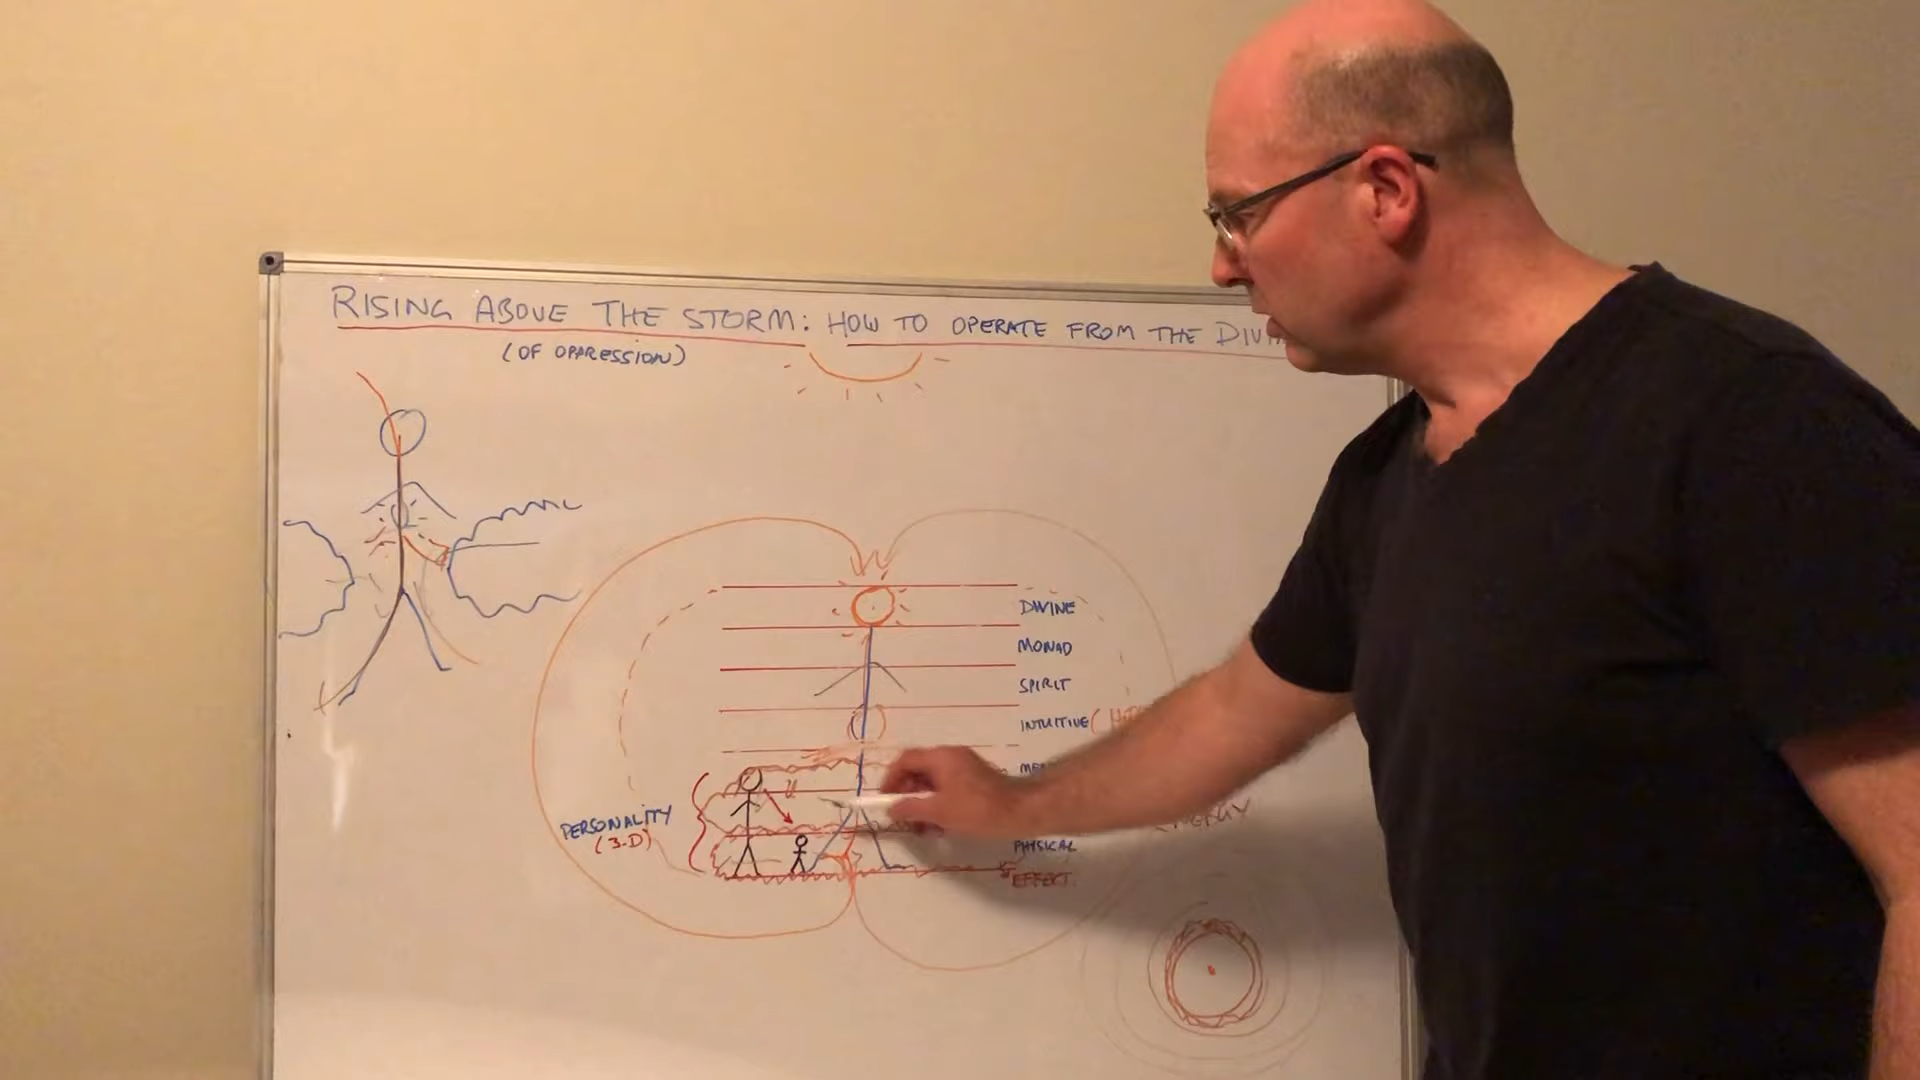 RISING ABOVE THE STORM: HOW TO OPERATE FROM THE
(OF OPPRESSION)
DIVINE
MONAD
SPIRIT
INTUITIVE (
PERSONALITY
(3-D)
PHYSICAL
EFFECT.